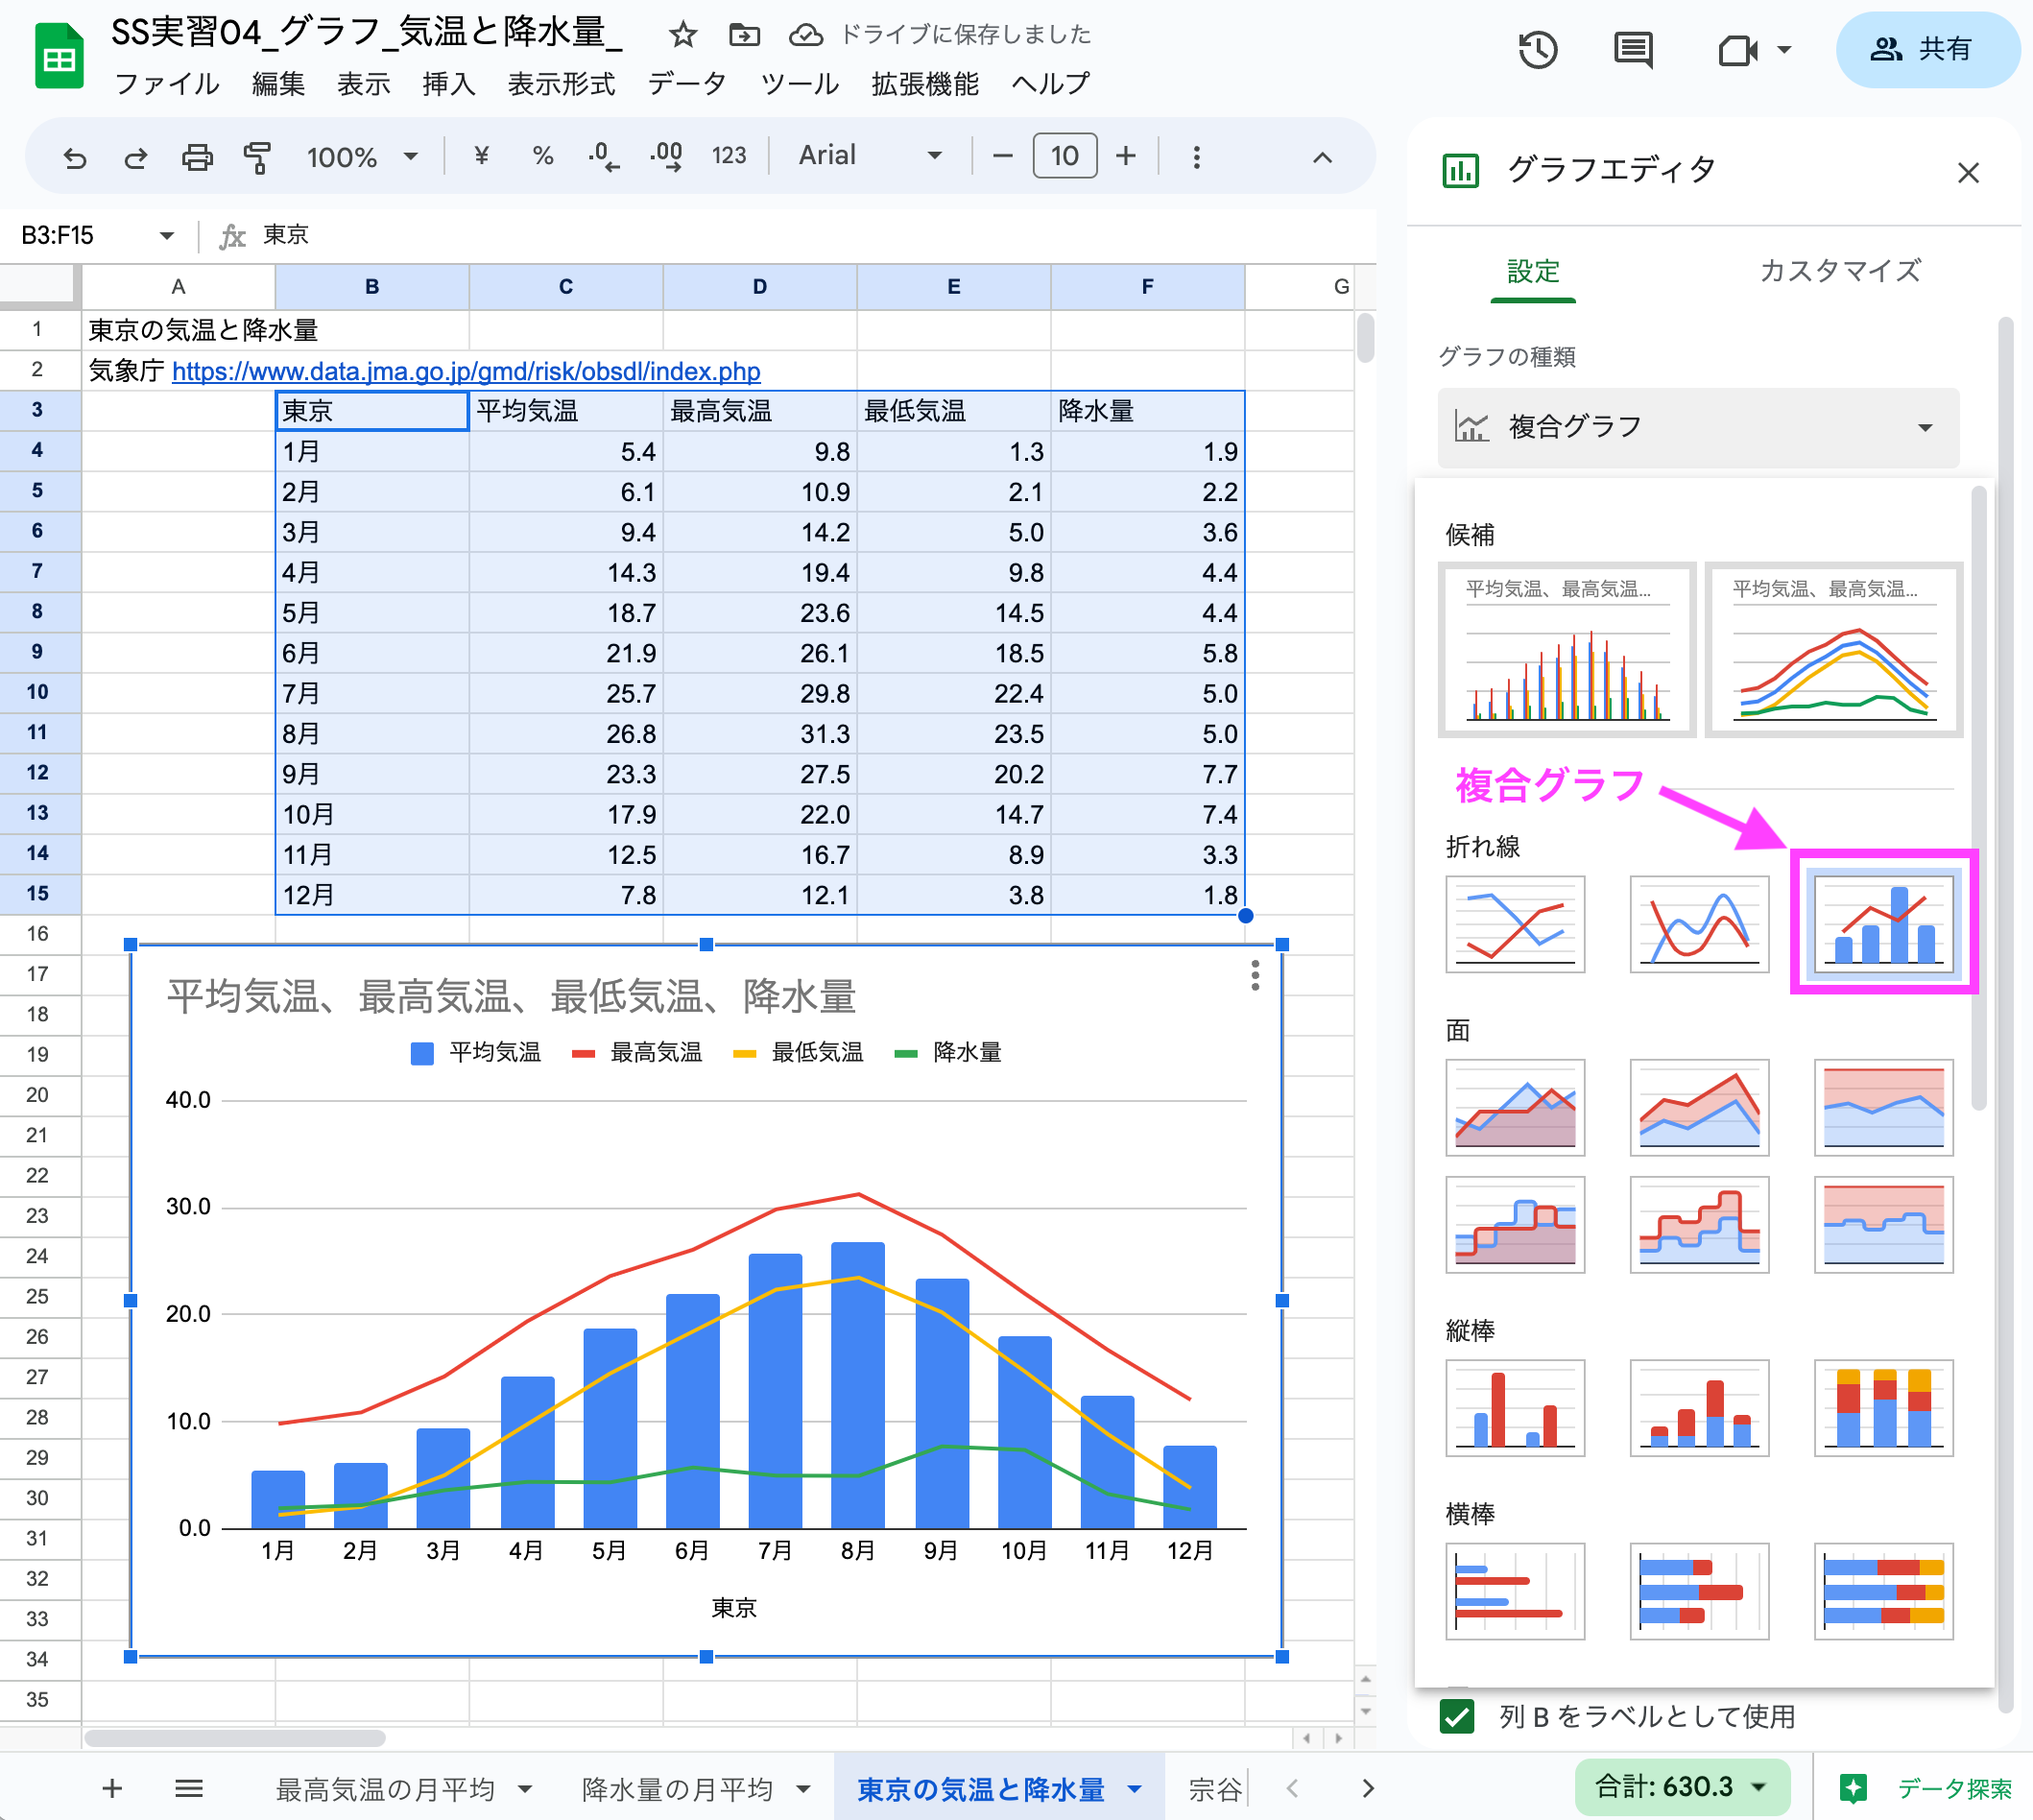 SS実習04_グラフ_気温と降水量_
ドライブに保存しました
共有
ファイル 編集 表示 挿入 表示形式 データ ツール 拡張機能 ヘルプ
100% ¥ % .0 .00 123 Arial 10
B3:F15 fx 東京
A B C D E F G
1 東京の気温と降水量
2 気象庁 https://www.data.jma.go.jp/gmd/risk/obsdl/index.php
3 東京 平均気温 最高気温 最低気温 降水量
4 1月 5.4 9.8 1.3 1.9
5 2月 6.1 10.9 2.1 2.2
6 3月 9.4 14.2 5.0 3.6
7 4月 14.3 19.4 9.8 4.4
8 5月 18.7 23.6 14.5 4.4
9 6月 21.9 26.1 18.5 5.8
10 7月 25.7 29.8 22.4 5.0
11 8月 26.8 31.3 23.5 5.0
12 9月 23.3 27.5 20.2 7.7
13 10月 17.9 22.0 14.7 7.4
14 11月 12.5 16.7 8.9 3.3
15 12月 7.8 12.1 3.8 1.8
16
17
18
19
20
21
22
23
24
25
26
27
28
29
30
31
32
33
34
35
平均気温、最高気温、最低気温、降水量
平均気温 最高気温 最低気温 降水量
40.0
30.0
20.0
10.0
0.0
1月 2月 3月 4月 5月 6月 7月 8月 9月 10月 11月 12月
東京
グラフエディタ
設定 カスタマイズ
グラフの種類
複合グラフ
候補
平均気温、最高気温... 平均気温、最高気温...
複合グラフ
折れ線
面
縦棒
横棒
列 B をラベルとして使用
最高気温の月平均 降水量の月平均 東京の気温と降水量 宗谷
合計: 630.3
データ探索